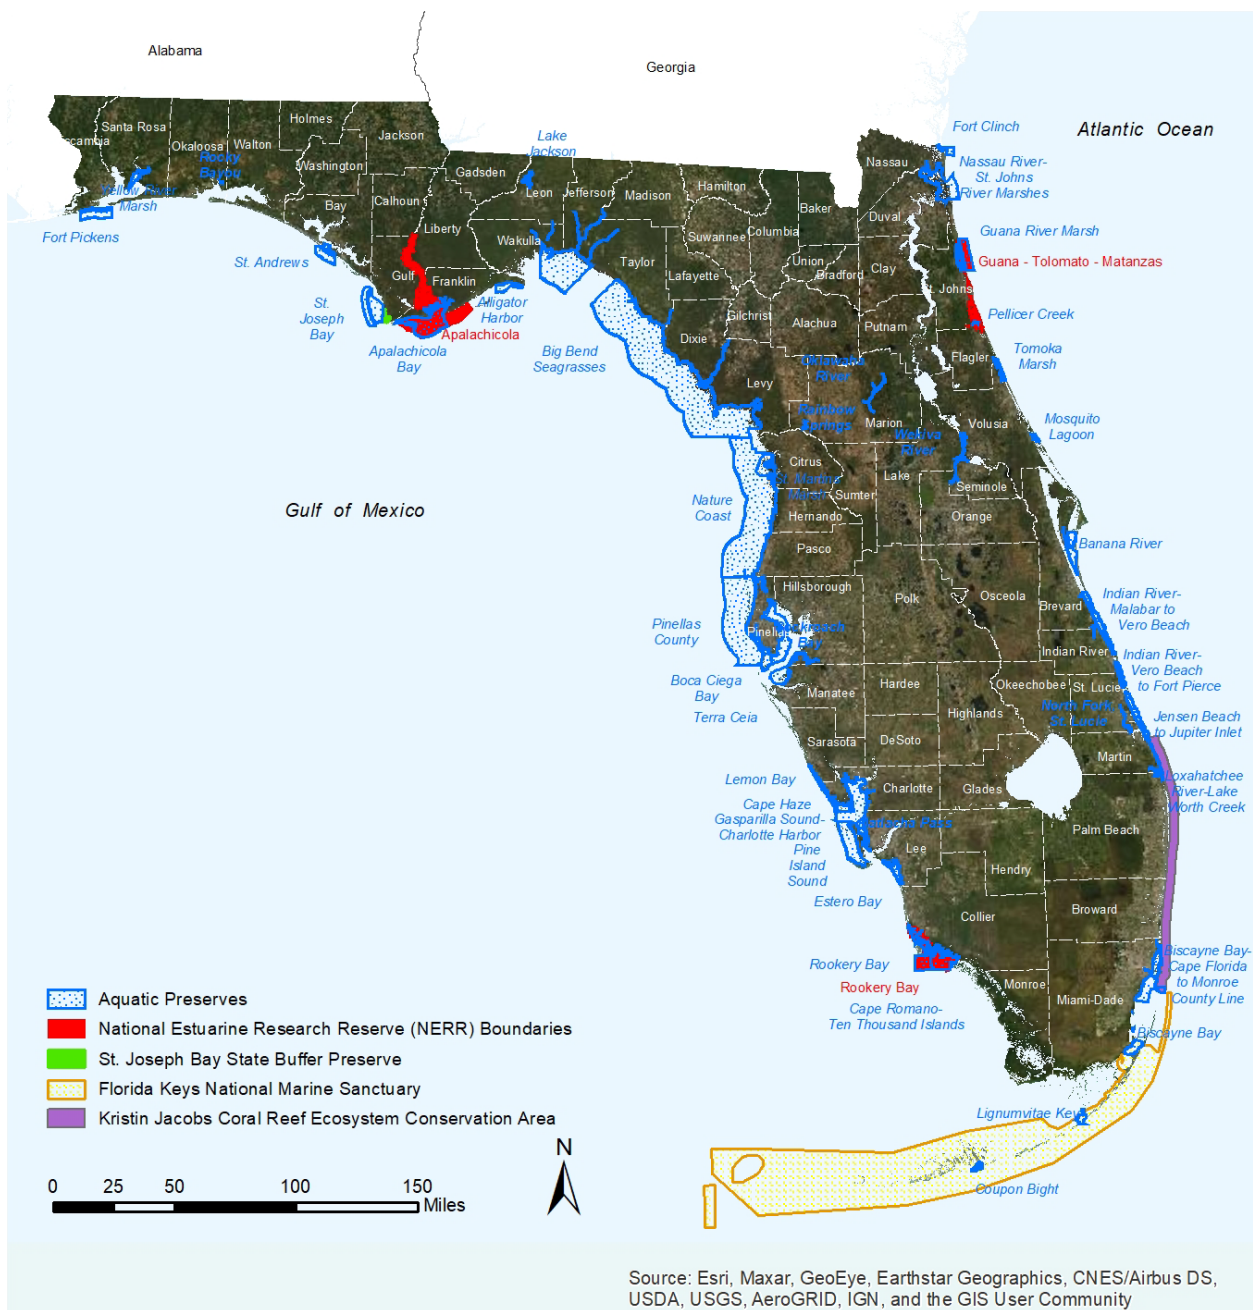 Alabama
Georgia
Atlantic Ocean
Gulf of Mexico
Santa Rosa
Okaloosa
Walton
Holmes
Jackson
Washington
Bay
Calhoun
Gadsden
Liberty
Gulf
Franklin
Leon
Wakulla
Jefferson
Madison
Taylor
Hamilton
Suwannee
Lafayette
Columbia
Baker
Union
Bradford
Nassau
Duval
Clay
Johns
Putnam
Alachua
Gilchrist
Dixie
Levy
Marion
Flagler
Volusia
Citrus
Sumter
Lake
Seminole
Orange
Hernando
Pasco
Hillsborough
Polk
Osceola
Brevard
Indian River
Okeechobee
St. Lucie
Manatee
Hardee
Highlands
Sarasota
DeSoto
Martin
Charlotte
Glades
Palm Beach
Lee
Hendry
Collier
Broward
Monroe
Miami-Dade
Rocky
Bayou
Yellow River
Marsh
Fort Pickens
St. Andrews
St.
Joseph
Bay
Apalachicola
Bay
Apalachicola
Alligator
Harbor
Lake
Jackson
Big Bend
Seagrasses
Fort Clinch
Nassau River-
St. Johns
River Marshes
Guana River Marsh
Guana - Tolomato - Matanzas
Pellicer Creek
Tomoka
Marsh
Mosquito
Lagoon
Oklawaha
River
Rainbow
Springs
Wekiva
River
St. Martins
Marsh
Nature
Coast
Banana River
Indian River-
Malabar to
Vero Beach
Indian River-
Vero Beach
to Fort Pierce
North Fork
St. Lucie
Jensen Beach
to Jupiter Inlet
Loxahatchee
River-Lake
Worth Creek
Pinellas
County
Bay
Boca Ciega
Bay
Terra Ceia
Lemon Bay
Cape Haze
Gasparilla Sound-
Charlotte Harbor
Pine
Island
Sound
Pass
Estero Bay
Rookery Bay
Rookery Bay
Cape Romano-
Ten Thousand Islands
Biscayne Bay-
Cape Florida
to Monroe
County Line
Biscayne Bay
Lignumvitae Key
Coupon Bight
Aquatic Preserves
National Estuarine Research Reserve (NERR) Boundaries
St. Joseph Bay State Buffer Preserve
Florida Keys National Marine Sanctuary
Kristin Jacobs Coral Reef Ecosystem Conservation Area
N
0 25 50 100 150
Miles
Source: Esri, Maxar, GeoEye, Earthstar Geographics, CNES/Airbus DS,
USDA, USGS, AeroGRID, IGN, and the GIS User Community